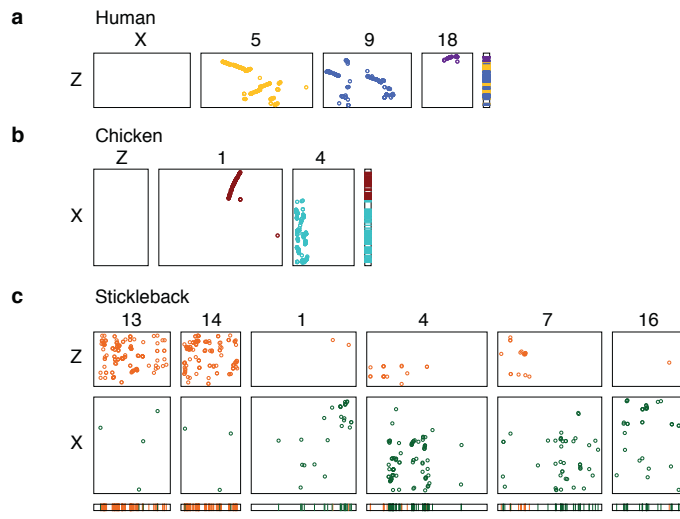 a Human
X 5 9 18
Z
b Chicken
Z 1 4
X
c Stickleback
13 14 1 4 7 16
Z
X